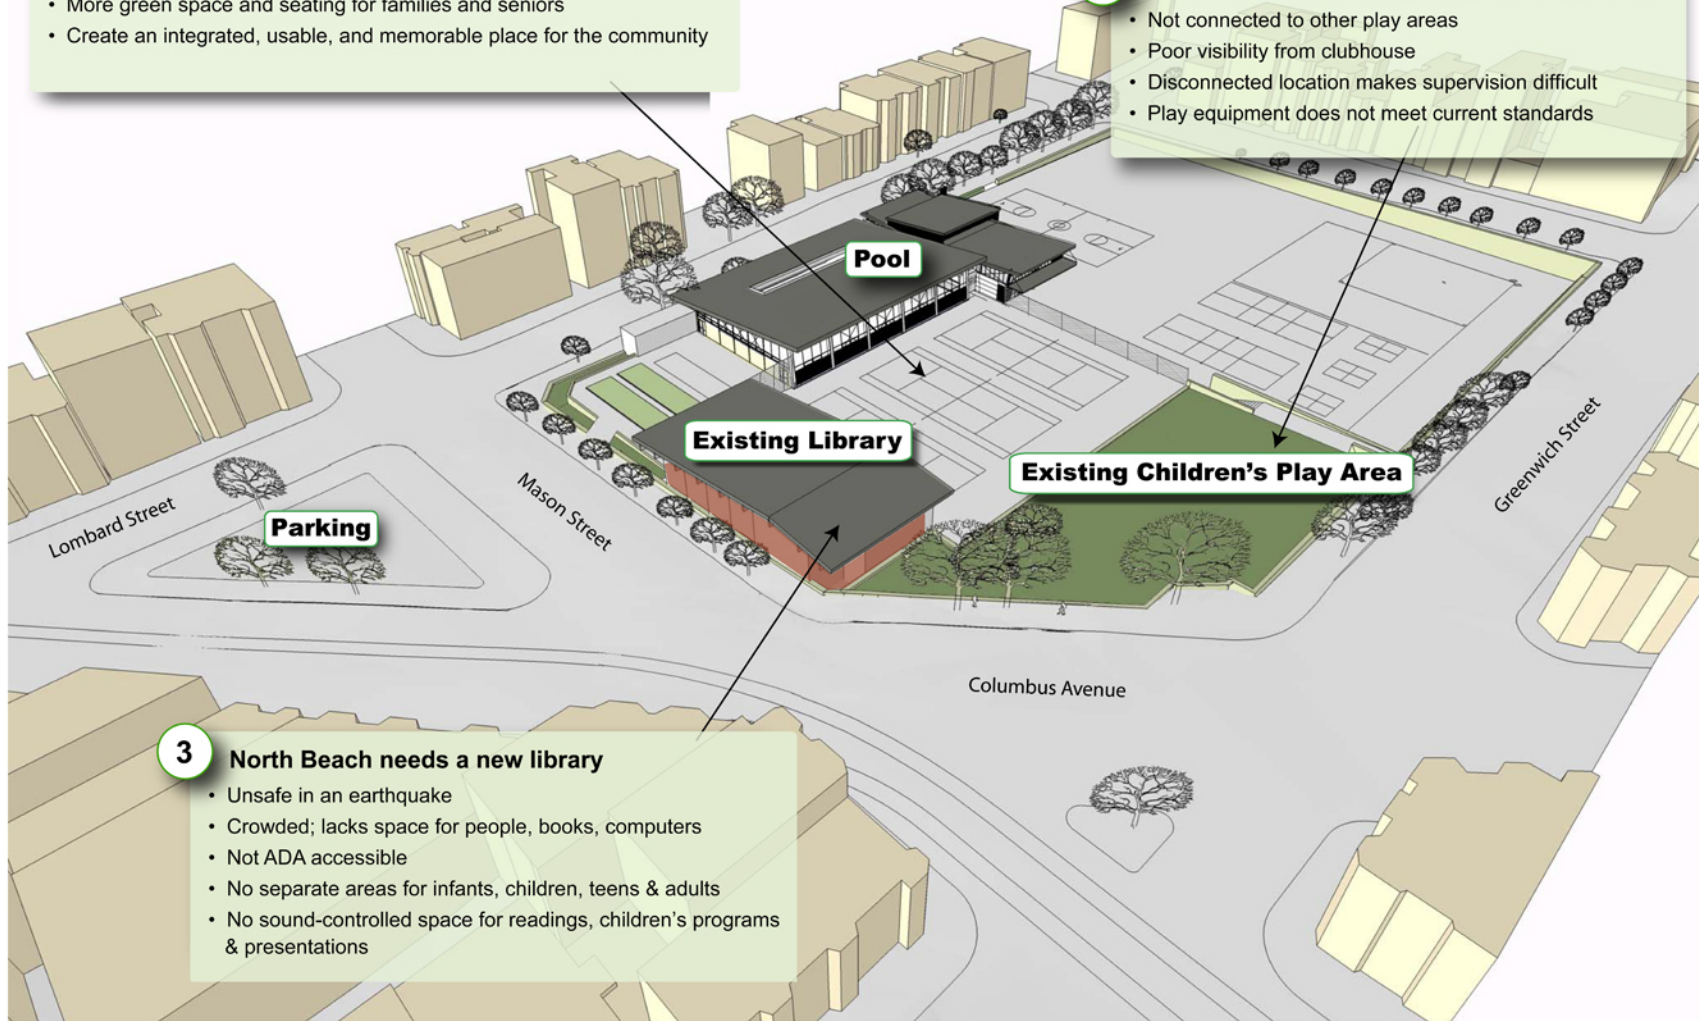 • More green space and seating for families and seniors
• Create an integrated, usable, and memorable place for the community
• Not connected to other play areas
• Poor visibility from clubhouse
• Disconnected location makes supervision difficult
• Play equipment does not meet current standards
Pool
Existing Library
Existing Children's Play Area
Parking
Lombard Street
Mason Street
Greenwich Street
Columbus Avenue
3
North Beach needs a new library
• Unsafe in an earthquake
• Crowded; lacks space for people, books, computers
• Not ADA accessible
• No separate areas for infants, children, teens & adults
• No sound-controlled space for readings, children's programs
& presentations